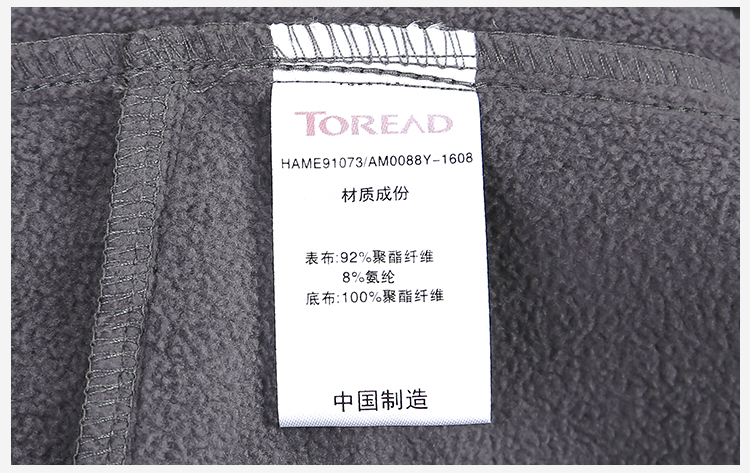 TOREAD
HAME91073/AM0088Y-1608
材质成份
表布:92%聚酯纤维
8%氨纶
底布:100%聚酯纤维
中国制造